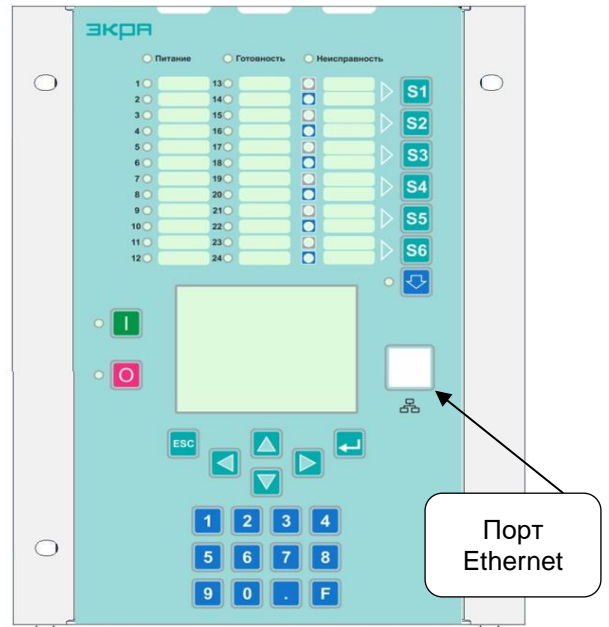 ЭКРА
Питание Готовность Неисправность
1 13
2 14 S1
3 15
4 16 S2
5 17
6 18 S3
7 19
8 20 S4
9 21
10 22 S5
11 23
12 24 S6
I
O
ESC
1 2 3 4
5 6 7 8
9 0 . F
Порт
Ethernet